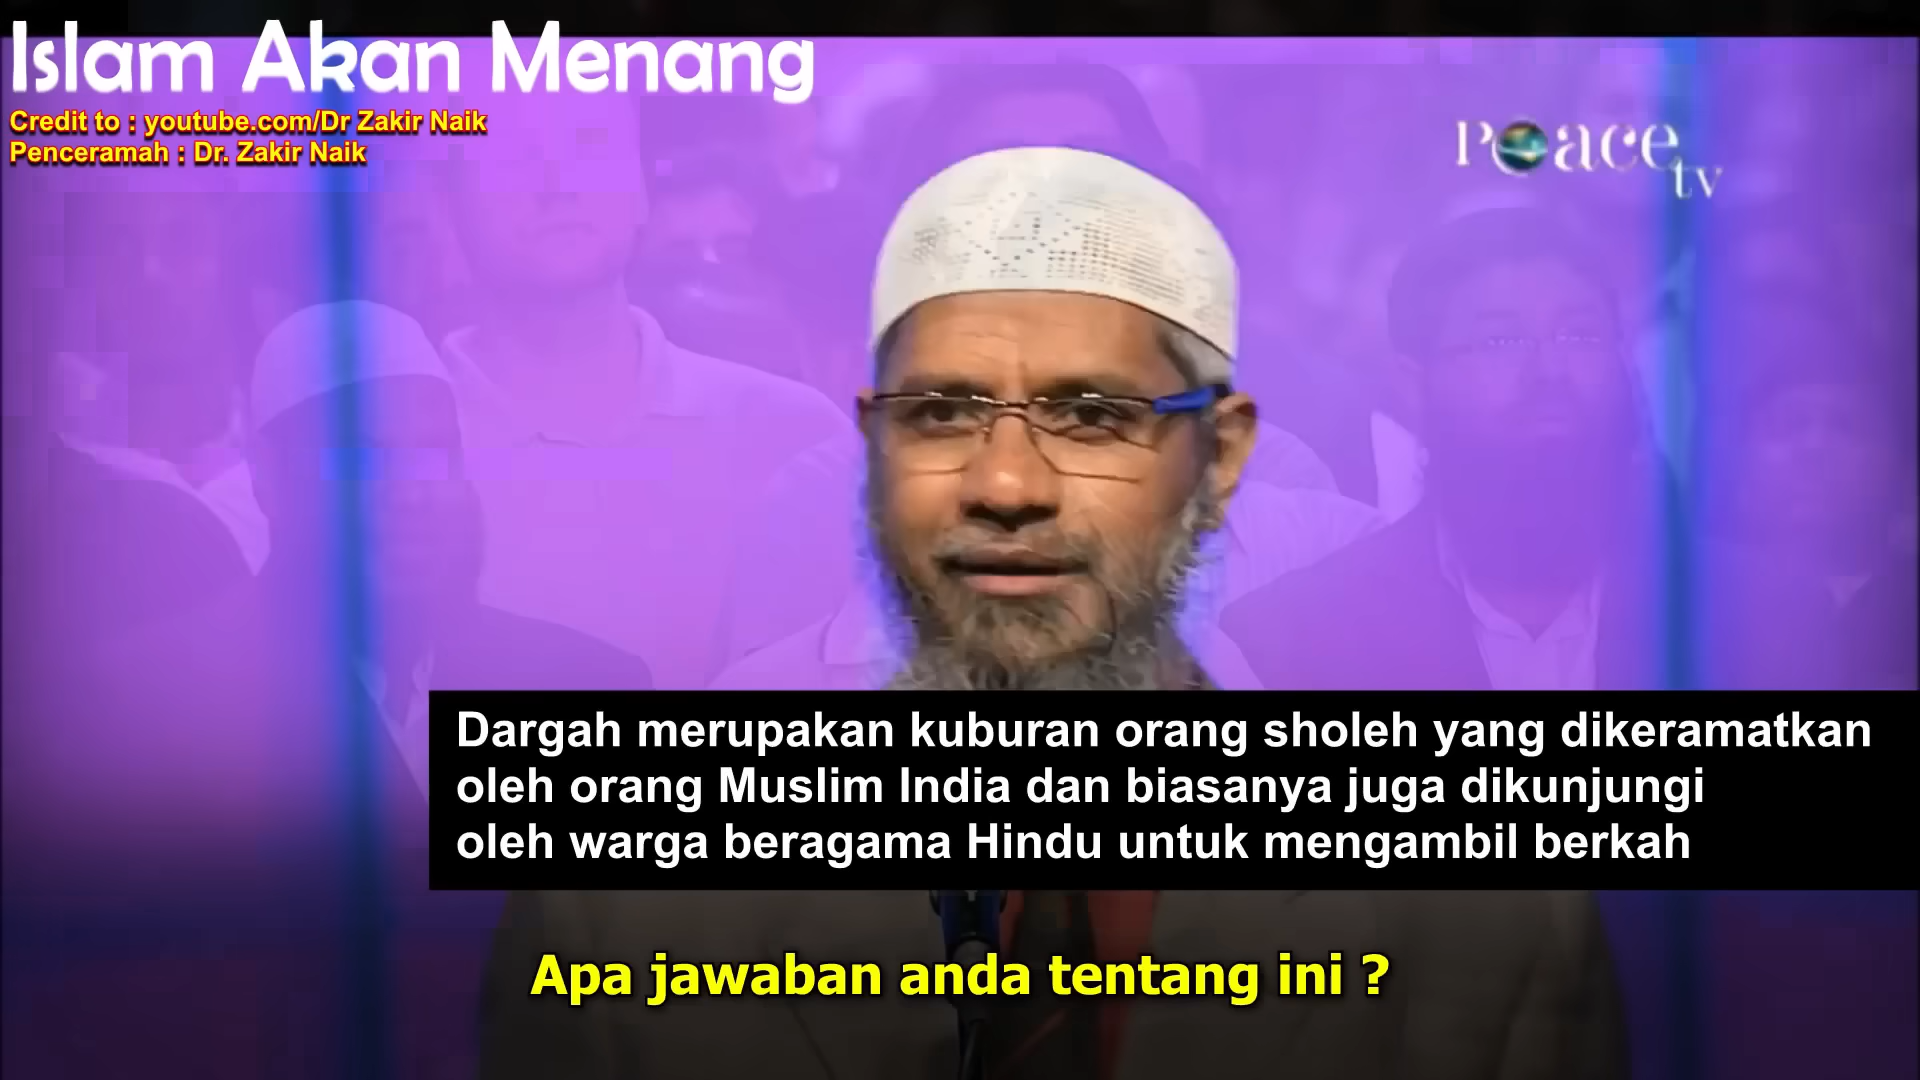 Islam Akan Menang
Credit to : youtube.com/Dr Zakir Naik
Penceramah : Dr. Zakir Naik
Peace tv
Dargah merupakan kuburan orang sholeh yang dikeramatkan
oleh orang Muslim India dan biasanya juga dikunjungi
oleh warga beragama Hindu untuk mengambil berkah
Apa jawaban anda tentang ini ?